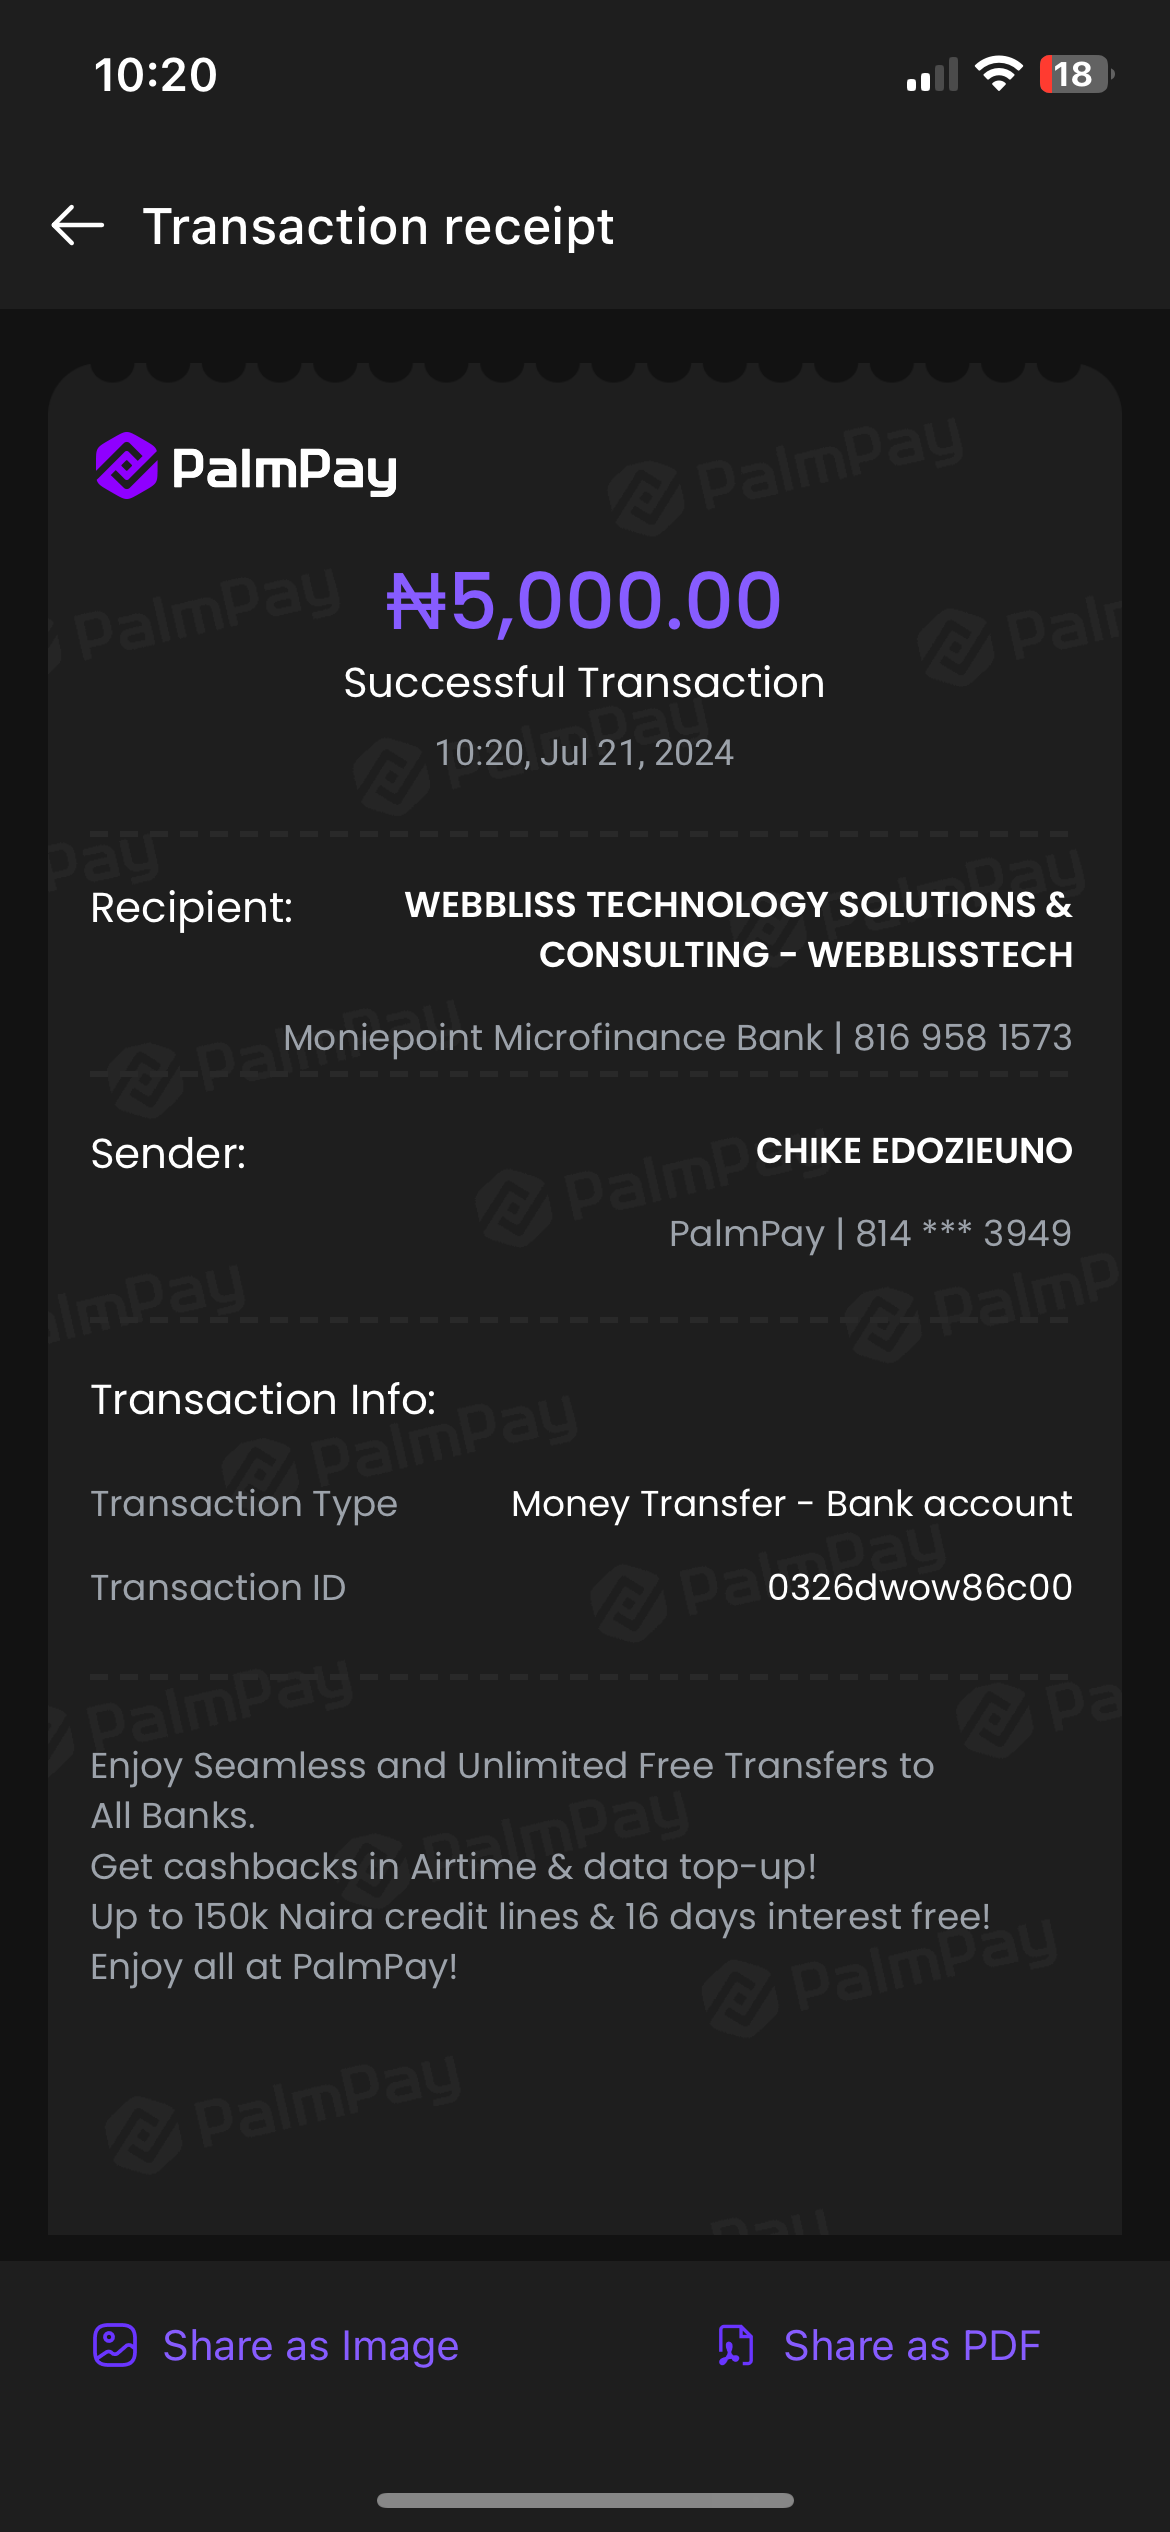 10:20
18
Transaction receipt
PalmPay
₦5,000.00
Successful Transaction
10:20, Jul 21, 2024
Recipient:
WEBBLISS TECHNOLOGY SOLUTIONS &
CONSULTING - WEBBLISSTECH
Moniepoint Microfinance Bank | 816 958 1573
Sender:
CHIKE EDOZIEUNO
PalmPay | 814 *** 3949
Transaction Info:
Transaction Type
Money Transfer - Bank account
Transaction ID
0326dwow86c00
Enjoy Seamless and Unlimited Free Transfers to
All Banks.
Get cashbacks in Airtime & data top-up!
Up to 150k Naira credit lines & 16 days interest free!
Enjoy all at PalmPay!
Share as Image
Share as PDF